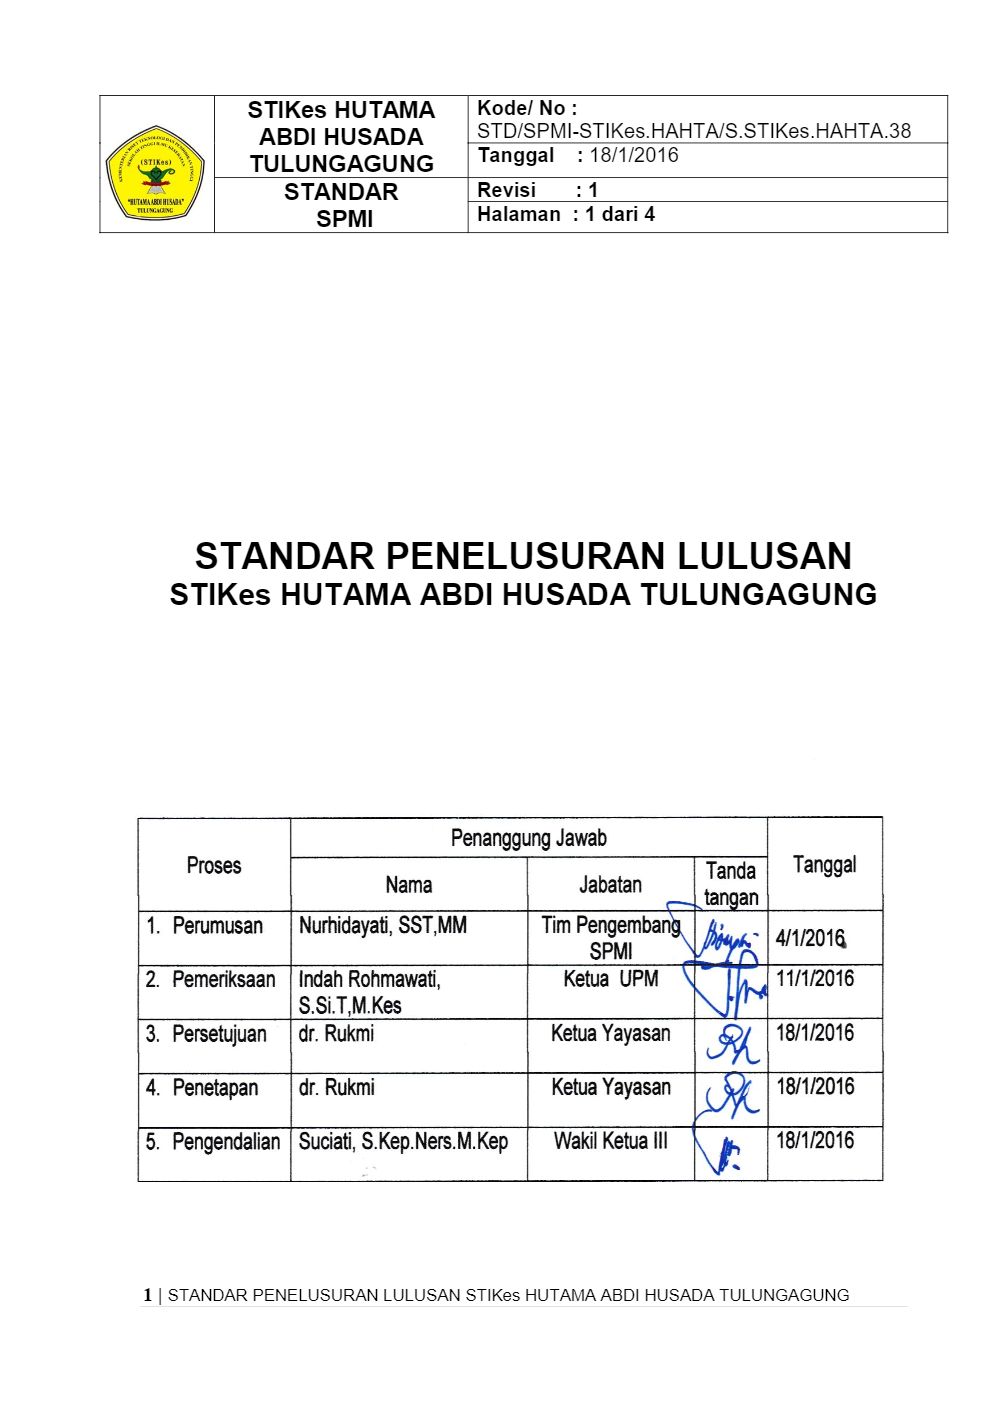 STIKes HUTAMA
ABDI HUSADA
TULUNGAGUNG
STANDAR
SPMI
Kode/ No :
STD/SPMI-STIKes.HAHTA/S.STIKes.HAHTA.38
Tanggal : 18/1/2016
Revisi : 1
Halaman : 1 dari 4
(STIKes)
"HUTAMA ABDI HUSADA"
TULUNGAGUNG
STANDAR PENELUSURAN LULUSAN
STIKes HUTAMA ABDI HUSADA TULUNGAGUNG
Proses
Penanggung Jawab
Tanggal
Nama
Jabatan
Tanda
tangan
1. Perumusan
Nurhidayati, SST,MM
Tim Pengembang
SPMI
4/1/2016
2. Pemeriksaan
Indah Rohmawati,
S.Si.T,M.Kes
Ketua UPM
11/1/2016
3. Persetujuan
dr. Rukmi
Ketua Yayasan
18/1/2016
4. Penetapan
dr. Rukmi
Ketua Yayasan
18/1/2016
5. Pengendalian
Suciati, S.Kep.Ners.M.Kep
Wakil Ketua III
18/1/2016
1 | STANDAR PENELUSURAN LULUSAN STIKes HUTAMA ABDI HUSADA TULUNGAGUNG